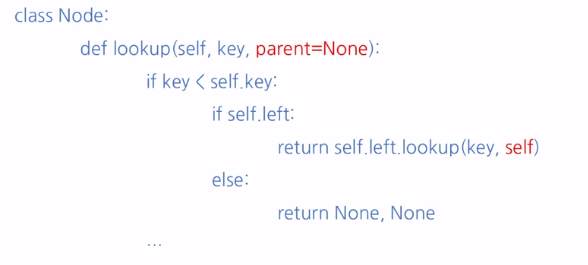 class Node:
def lookup(self, key, parent=None):
if key < self.key:
if self.left:
return self.left.lookup(key, self)
else:
return None, None
...